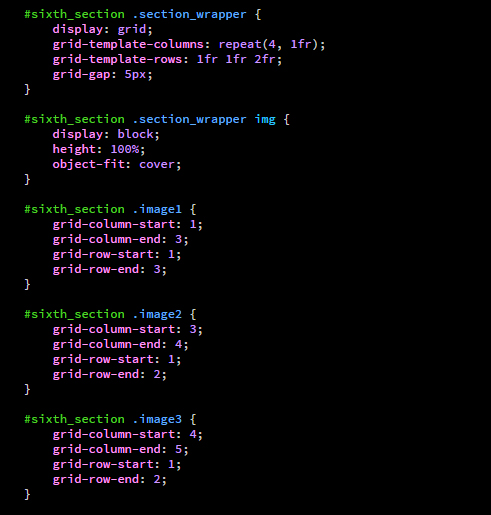 #sixth_section .section_wrapper {
    display: grid;
    grid-template-columns: repeat(4, 1fr);
    grid-template-rows: 1fr 1fr 2fr;
    grid-gap: 5px;
}

#sixth_section .section_wrapper img {
    display: block;
    height: 100%;
    object-fit: cover;
}

#sixth_section .image1 {
    grid-column-start: 1;
    grid-column-end: 3;
    grid-row-start: 1;
    grid-row-end: 3;
}

#sixth_section .image2 {
    grid-column-start: 3;
    grid-column-end: 4;
    grid-row-start: 1;
    grid-row-end: 2;
}

#sixth_section .image3 {
    grid-column-start: 4;
    grid-column-end: 5;
    grid-row-start: 1;
    grid-row-end: 2;
}